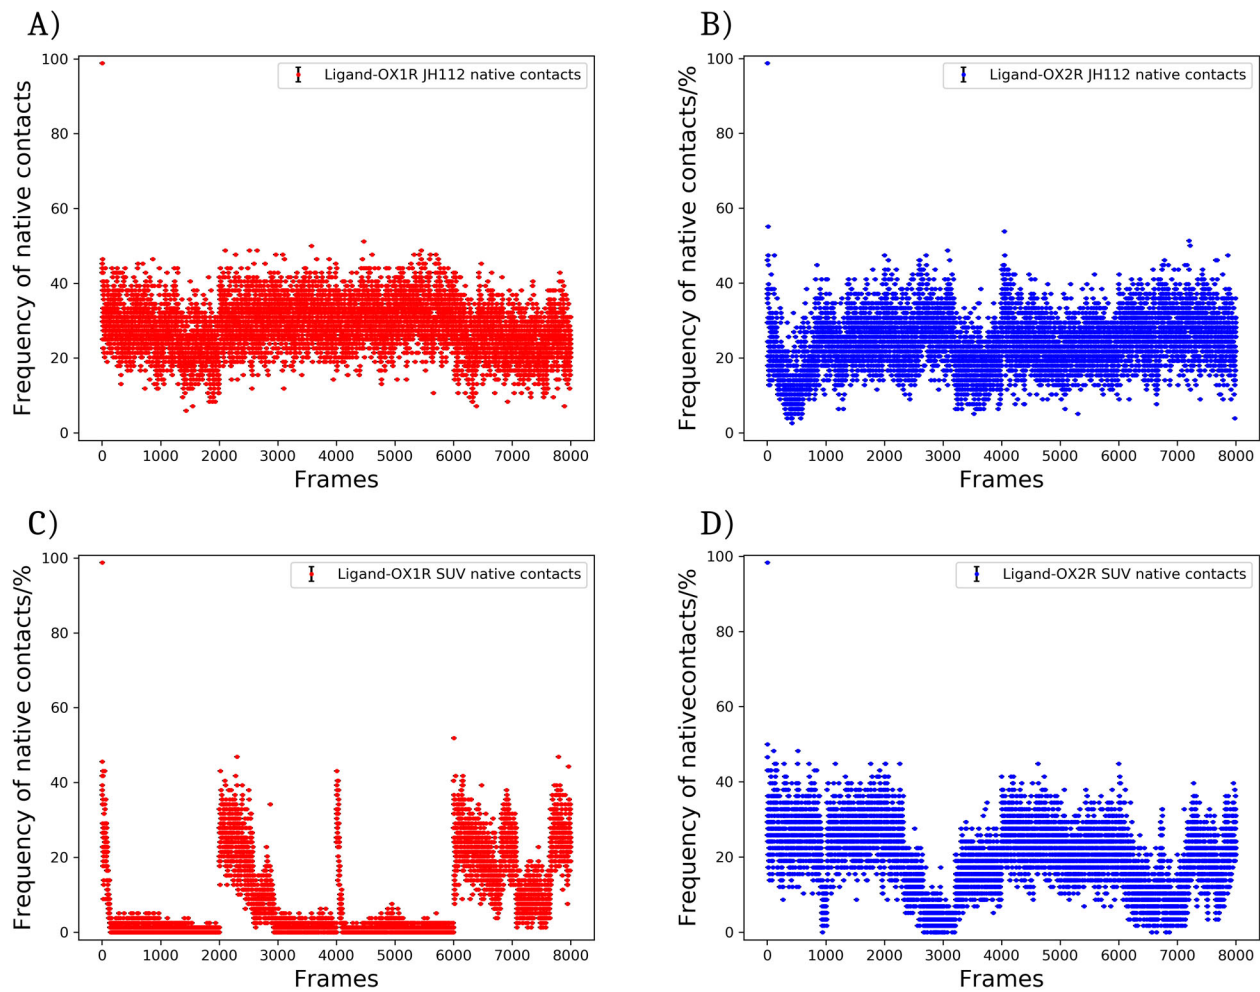 A)
Frequency of native contacts
100
80
60
40
20
0
Ligand-OX1R JH112 native contacts
0 1000 2000 3000 4000 5000 6000 7000 8000
Frames
B)
Frequency of native contacts/%
100
80
60
40
20
0
Ligand-OX2R JH112 native contacts
0 1000 2000 3000 4000 5000 6000 7000 8000
Frames
C)
Frequency of native contacts/%
100
80
60
40
20
0
Ligand-OX1R SUV native contacts
0 1000 2000 3000 4000 5000 6000 7000 8000
Frames
D)
Frequency of nativecontacts/%
100
80
60
40
20
0
Ligand-OX2R SUV native contacts
0 1000 2000 3000 4000 5000 6000 7000 8000
Frames